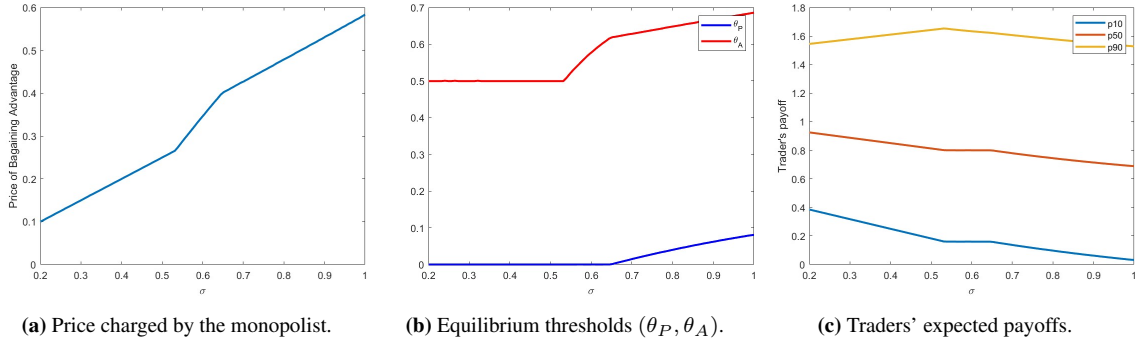 0.6
0.5
0.4
0.3
0.2
0.1
0
Price of Bagaining Advantage
0.2 0.3 0.4 0.5 0.6 0.7 0.8 0.9 1
σ
(a) Price charged by the monopolist.
0.7
0.6
0.5
0.4
0.3
0.2
0.1
0
θP
θA
0.2 0.3 0.4 0.5 0.6 0.7 0.8 0.9 1
σ
(b) Equilibrium thresholds (θP, θA).
1.8
1.6
1.4
1.2
1
0.8
0.6
0.4
0.2
0
Trader's payoff
p10
p50
p90
0.2 0.3 0.4 0.5 0.6 0.7 0.8 0.9 1
σ
(c) Traders' expected payoffs.